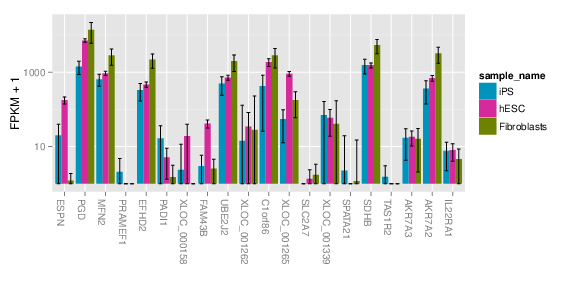 FPKM + 1
1000
10
ESPN
PGD
MFN2
PRAMEF1
EFHD2
PADI1
XLOC_000158
FAM43B
UBE2J2
XLOC_001262
C1orf86
XLOC_001265
SLC2A7
XLOC_001339
SPATA21
SDHB
TAS1R2
AKR7A3
AKR7A2
IL22RA1
sample_name
iPS
hESC
Fibroblasts